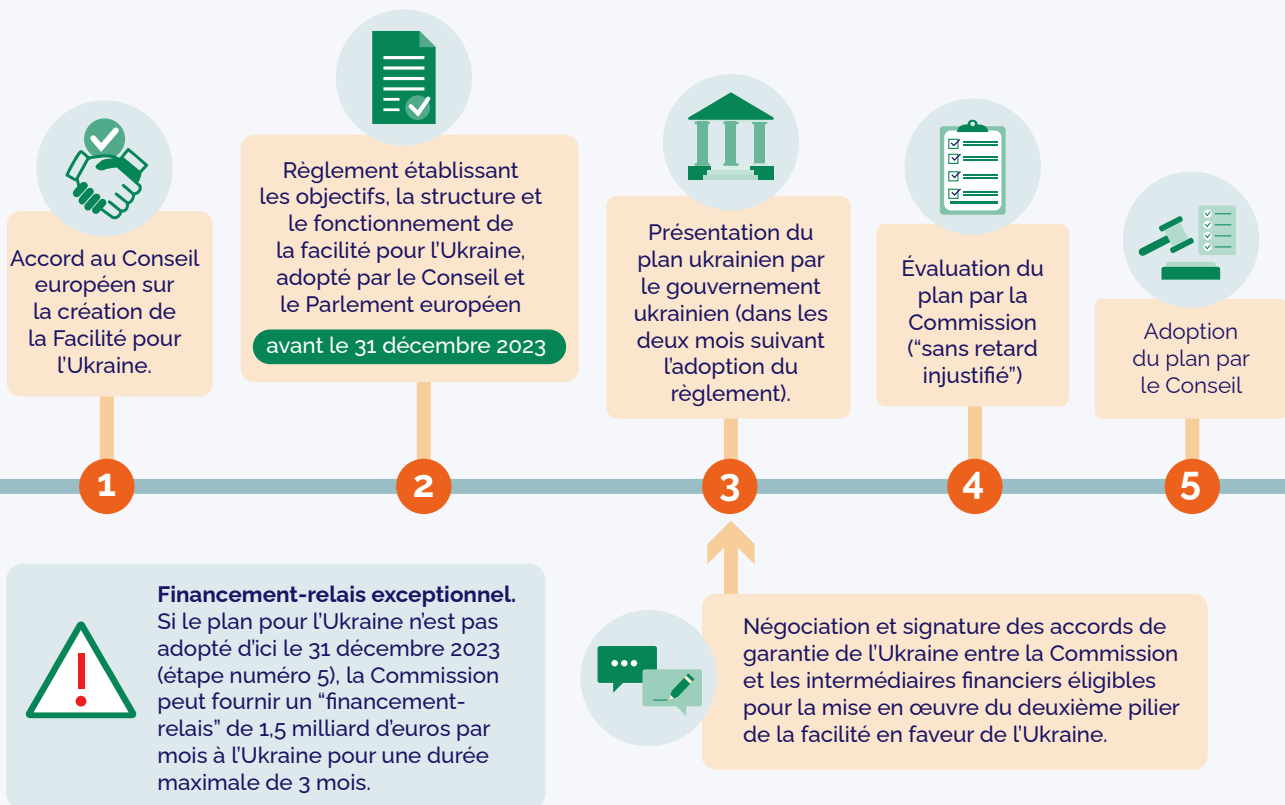 Accord au Conseil
européen sur
la création de
la Facilité pour
l'Ukraine.
1
Règlement établissant
les objectifs, la structure et
le fonctionnement de
la facilité pour l'Ukraine,
adopté par le Conseil et
le Parlement européen
avant le 31 décembre 2023
2
Présentation du
plan ukrainien par
le gouvernement
ukrainien (dans les
deux mois suivant
l'adoption du
règlement).
3
Évaluation du
plan par la
Commission
("sans retard
injustifié")
4
Adoption
du plan par
le Conseil
5
Financement-relais exceptionnel.
Si le plan pour l'Ukraine n'est pas
adopté d'ici le 31 décembre 2023
(étape numéro 5), la Commission
peut fournir un "financement-
relais" de 1,5 milliard d'euros par
mois à l'Ukraine pour une durée
maximale de 3 mois.
Négociation et signature des accords de
garantie de l'Ukraine entre la Commission
et les intermédiaires financiers éligibles
pour la mise en œuvre du deuxième pilier
de la facilité en faveur de l'Ukraine.